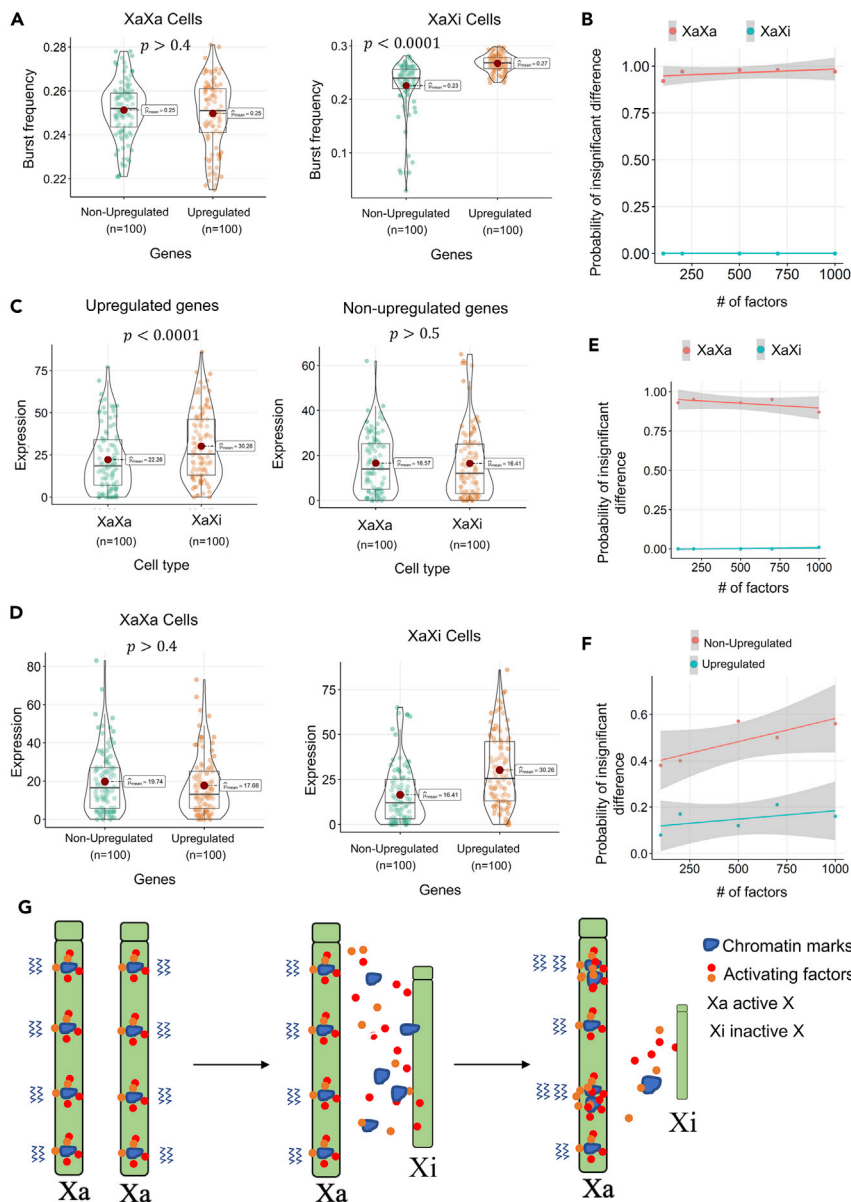 A
XaXa Cells
p > 0.4
Burst frequency
0.28
0.26
0.24
0.22
μ̂mean = 0.25
μ̂mean = 0.25
Non-Upregulated
(n=100)
Upregulated
(n=100)
Genes
XaXi Cells
p < 0.0001
Burst frequency
0.3
0.2
0.1
μ̂mean = 0.23
μ̂mean = 0.27
Non-Upregulated
(n=100)
Upregulated
(n=100)
Genes
B
XaXa
XaXi
Probability of insignificant difference
1.00
0.75
0.50
0.25
0.00
250
500
750
1000
# of factors
C
Upregulated genes
p < 0.0001
Expression
75
50
25
0
μ̂mean = 22.26
μ̂mean = 30.26
XaXa
(n=100)
XaXi
(n=100)
Cell type
Non-upregulated genes
p > 0.5
Expression
60
40
20
0
μ̂mean = 16.57
μ̂mean = 16.41
XaXa
(n=100)
XaXi
(n=100)
Cell type
E
XaXa
XaXi
Probability of insignificant
difference
1.00
0.75
0.50
0.25
0.00
250
500
750
1000
# of factors
D
XaXa Cells
p > 0.4
Expression
80
60
40
20
0
μ̂mean = 19.74
μ̂mean = 17.68
Non-Upregulated
(n=100)
Upregulated
(n=100)
Genes
XaXi Cells
Expression
75
50
25
0
μ̂mean = 16.41
μ̂mean = 30.26
Non-Upregulated
(n=100)
Upregulated
(n=100)
Genes
F
Non-Upregulated
Upregulated
Probability of insignificant
difference
0.6
0.4
0.2
0.0
250
500
750
1000
# of factors
G
Xa
Xa
Xa
Xi
Xa
Xi
Chromatin marks
Activating factors
Xa active X
Xi inactive X